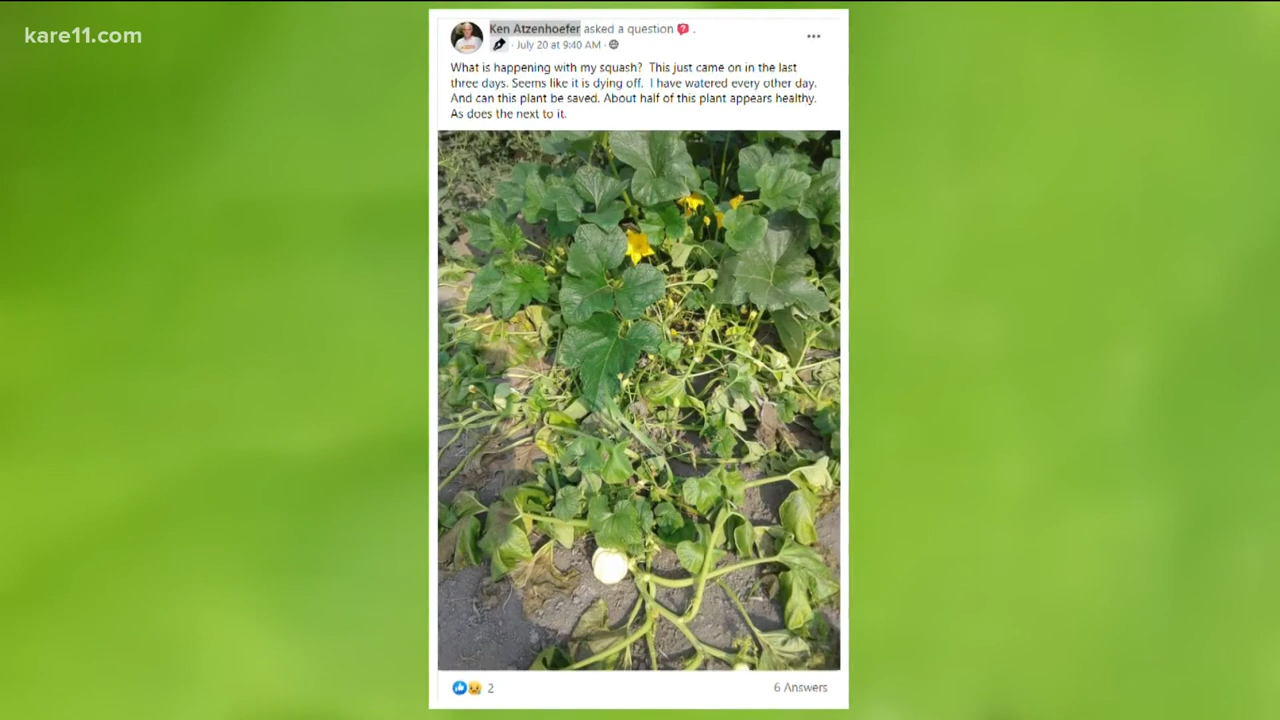 kare11.com
Ken Atzenhoefer asked a question .
· July 20 at 9:40 AM ·
What is happening with my squash? This just came on in the last
three days. Seems like it is dying off. I have watered every other day.
And can this plant be saved. About half of this plant appears healthy.
As does the next to it.
2
6 Answers